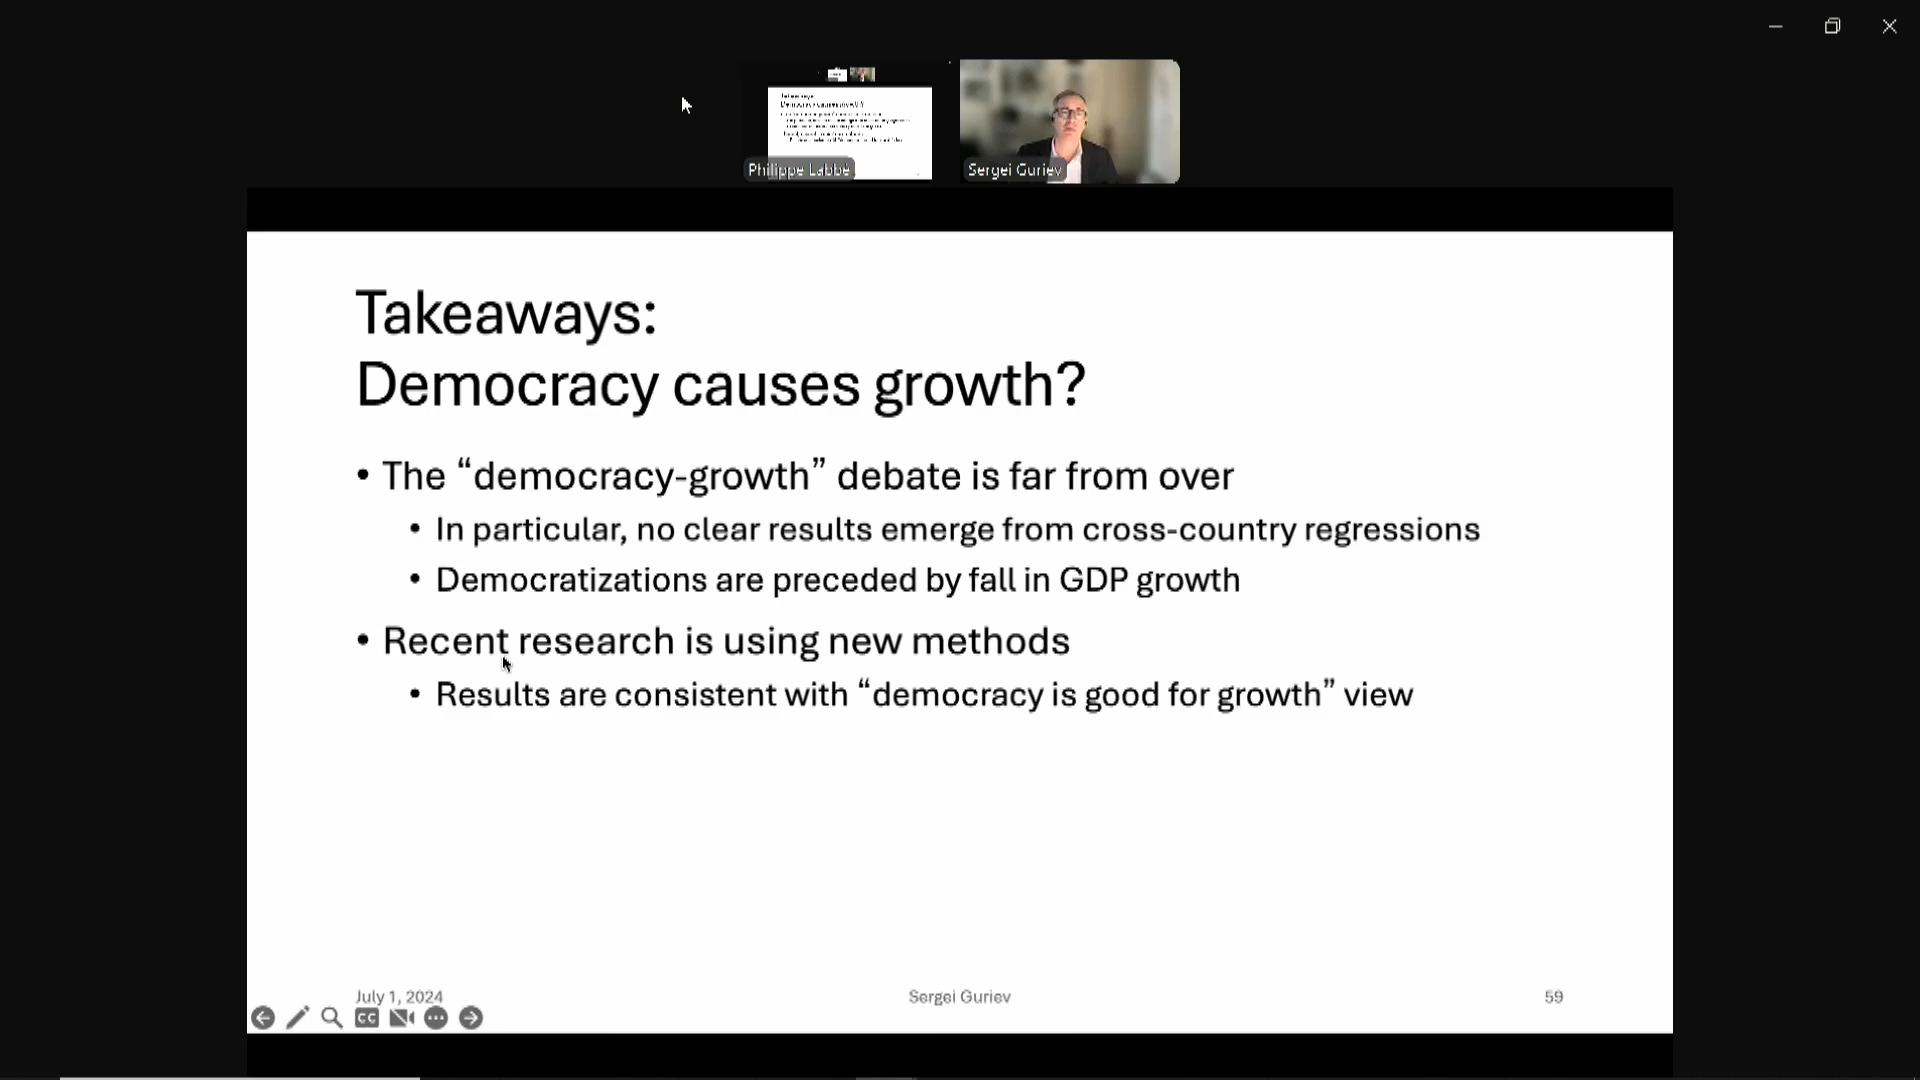 Philippe Labbé
Sergei Guriev
Takeaways:
Democracy causes growth?
• The “democracy-growth” debate is far from over
• In particular, no clear results emerge from cross-country regressions
• Democratizations are preceded by fall in GDP growth
• Recent research is using new methods
• Results are consistent with “democracy is good for growth” view
July 1, 2024
Sergei Guriev
59
CC